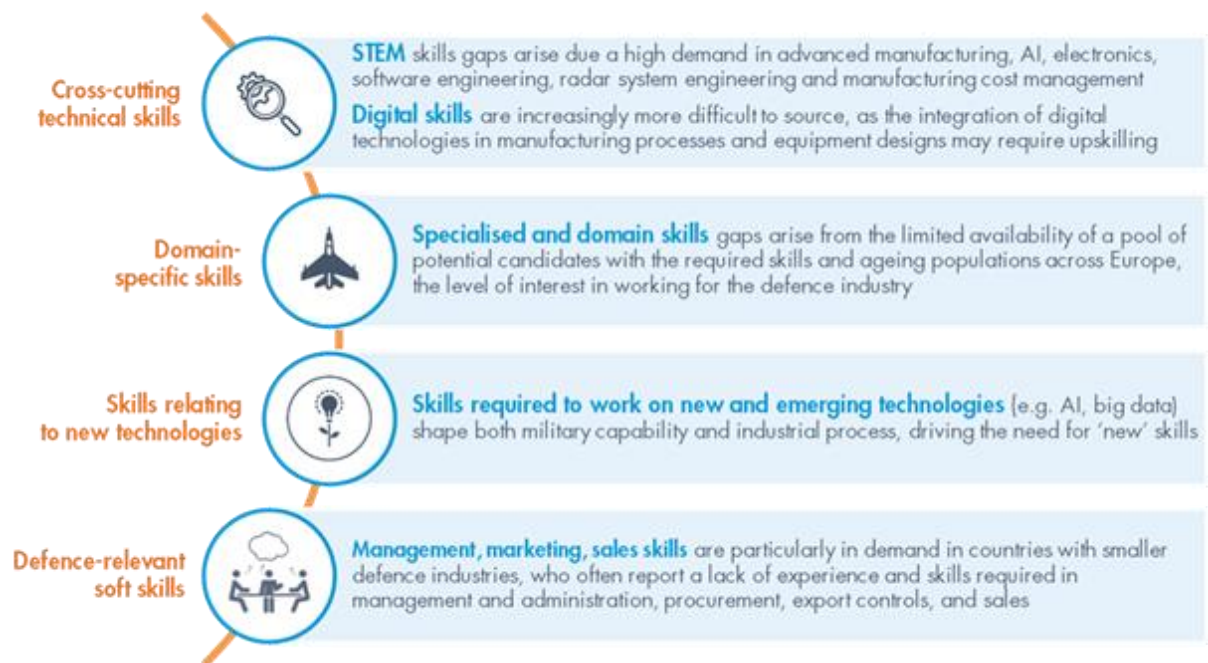 Cross-cutting
technical skills
STEM skills gaps arise due a high demand in advanced manufacturing, AI, electronics,
software engineering, radar system engineering and manufacturing cost management
Digital skills are increasingly more difficult to source, as the integration of digital
technologies in manufacturing processes and equipment designs may require upskilling
Domain-
specific skills
Specialised and domain skills gaps arise from the limited availability of a pool of
potential candidates with the required skills and ageing populations across Europe,
the level of interest in working for the defence industry
Skills relating
to new technologies
Skills required to work on new and emerging technologies (e.g. AI, big data)
shape both military capability and industrial process, driving the need for ‘new’ skills
Defence-relevant
soft skills
Management, marketing, sales skills are particularly in demand in countries with smaller
defence industries, who often report a lack of experience and skills required in
management and administration, procurement, export controls, and sales